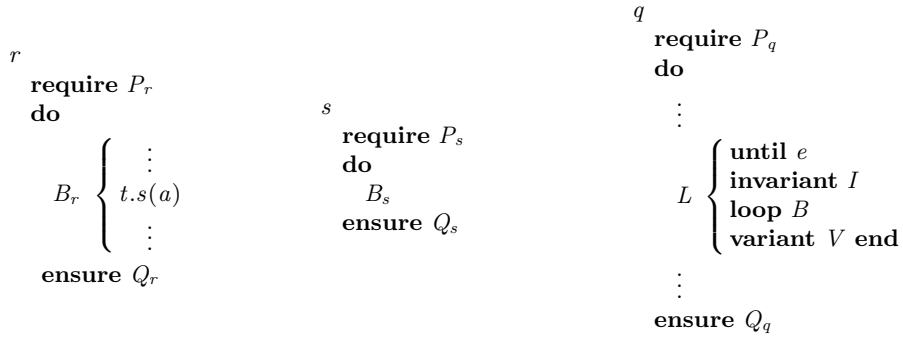 r
require P_r
do
⋮
B_r { t.s(a)
⋮
ensure Q_r
s
require P_s
do
B_s
ensure Q_s
q
require P_q
do
⋮
until e
invariant I
L { loop B
variant V end
⋮
ensure Q_q